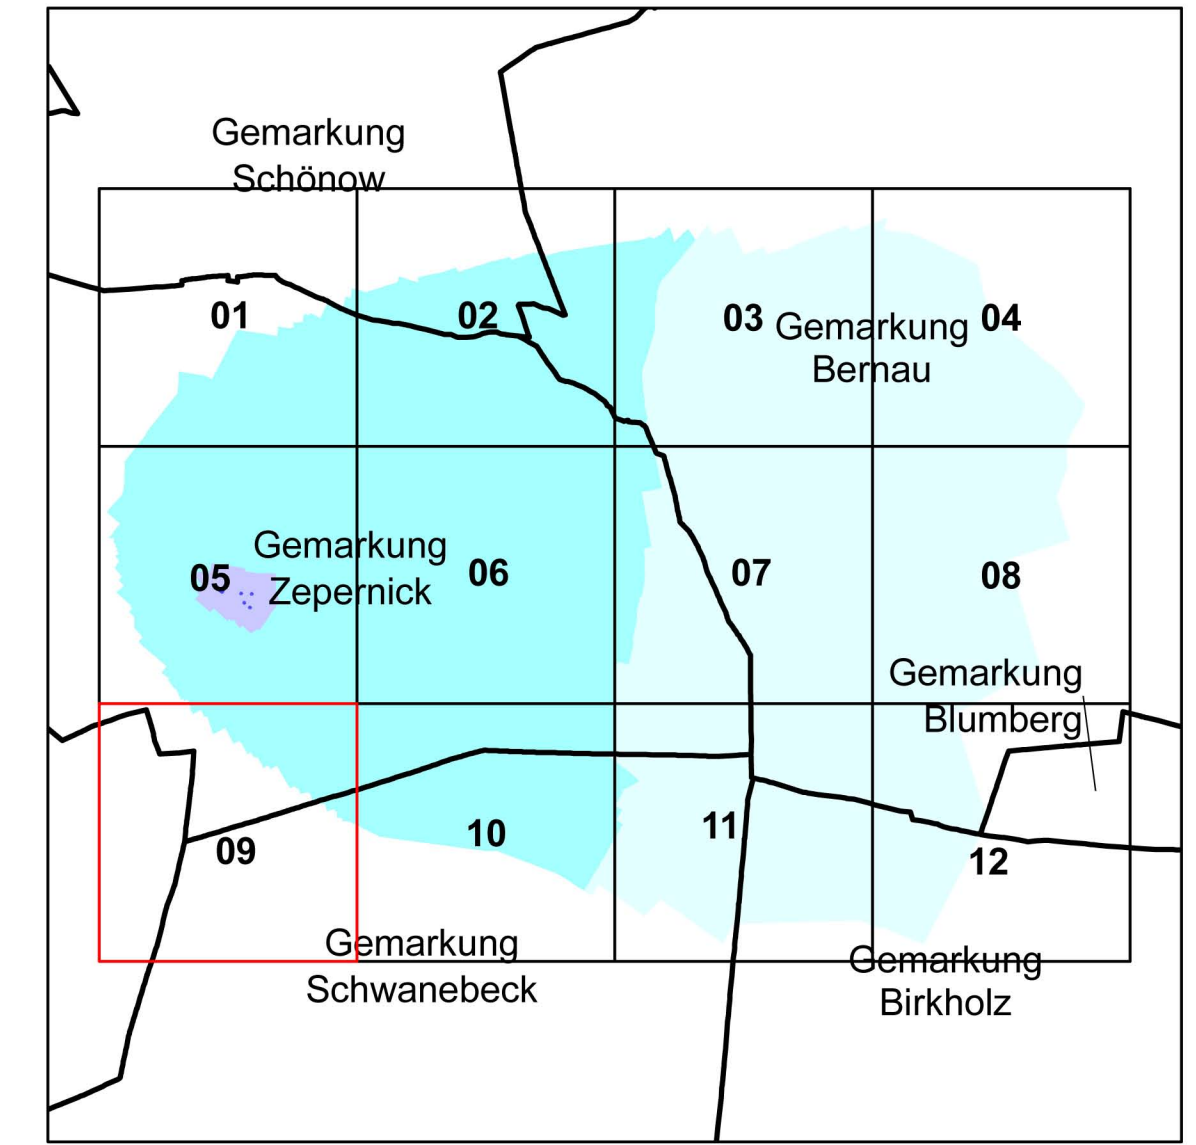 Gemarkung
Schönow
01
02
03
Gemarkung
Bernau
04
05
Gemarkung
Zepernick
06
07
08
Gemarkung
Blumberg
09
10
11
12
Gemarkung
Schwanebeck
Gemarkung
Birkholz